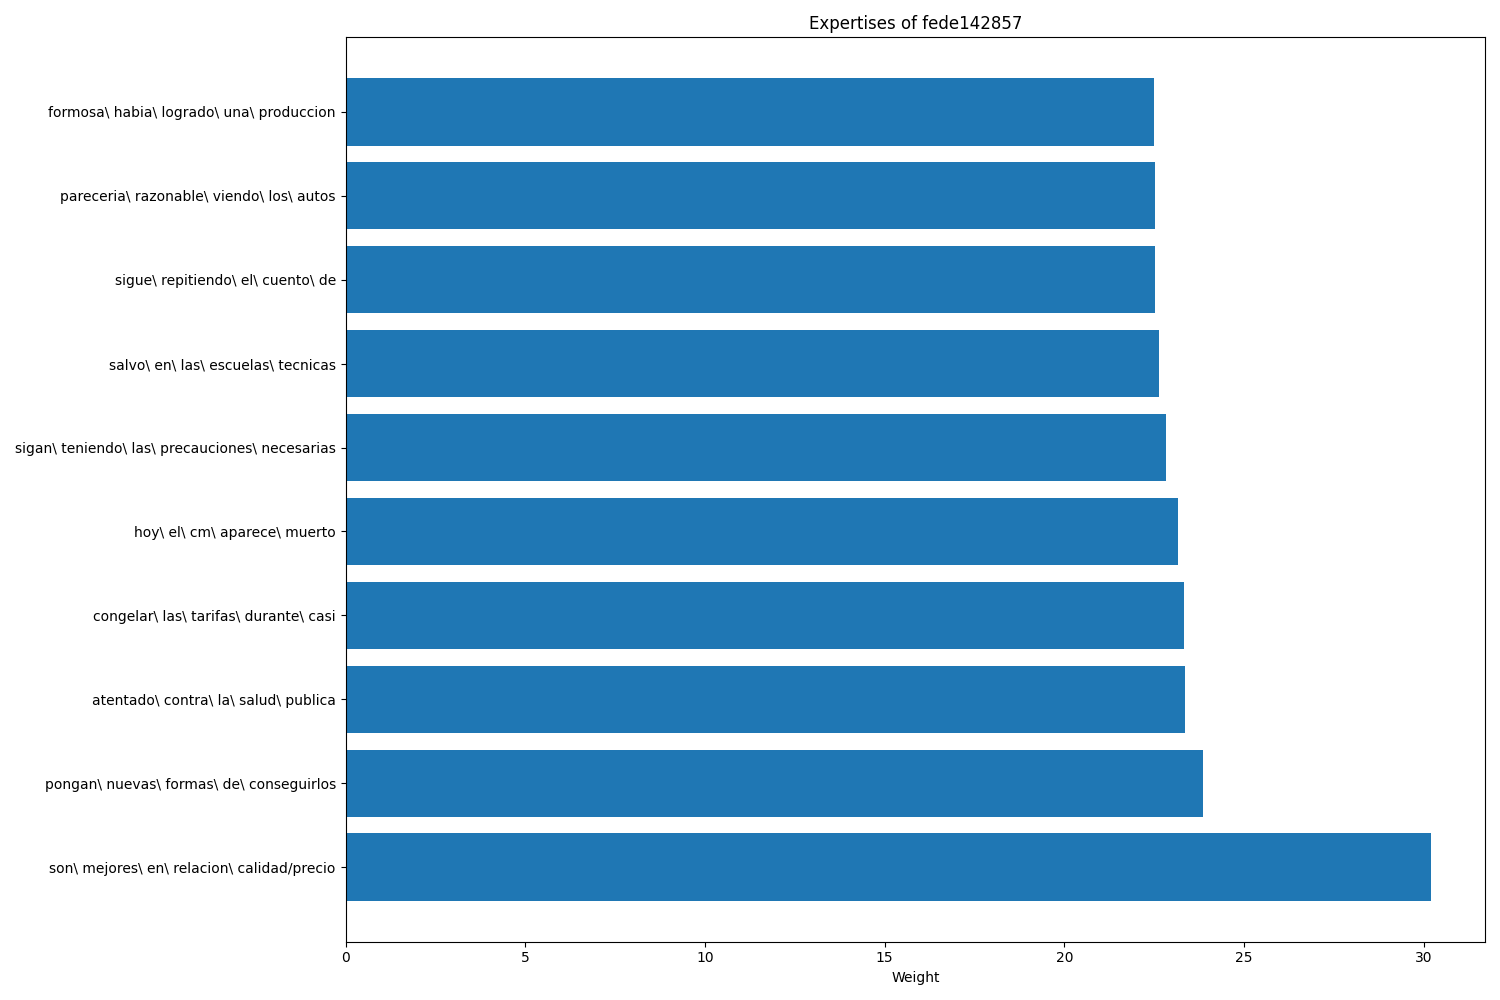 Expertises of fede142857
formosa\ habia\ logrado\ una\ produccion
pareceria\ razonable\ viendo\ los\ autos
sigue\ repitiendo\ el\ cuento\ de
salvo\ en\ las\ escuelas\ tecnicas
sigan\ teniendo\ las\ precauciones\ necesarias
hoy\ el\ cm\ aparece\ muerto
congelar\ las\ tarifas\ durante\ casi
atentado\ contra\ la\ salud\ publica
pongan\ nuevas\ formas\ de\ conseguirlos
son\ mejores\ en\ relacion\ calidad/precio
0 5 10 15 20 25 30
Weight